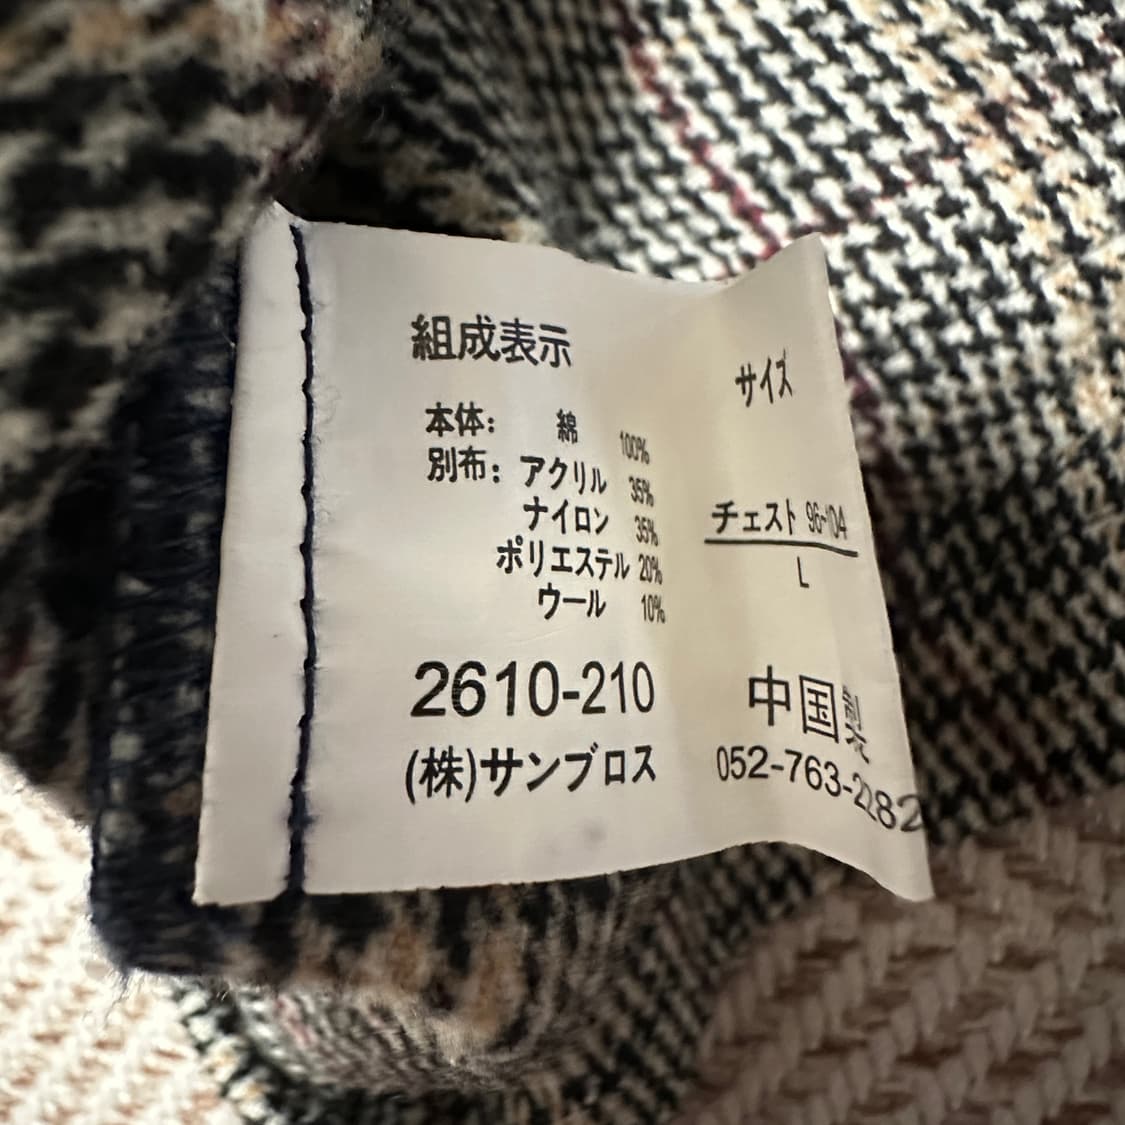 組成表示
本体: 綿 100%
別布: アクリル 35%
ナイロン 35%
ポリエステル 20%
ウール 10%
2610-210
(株)サンブロス
サイズ
チェスト 96~104
L
中国製
052-763-2282